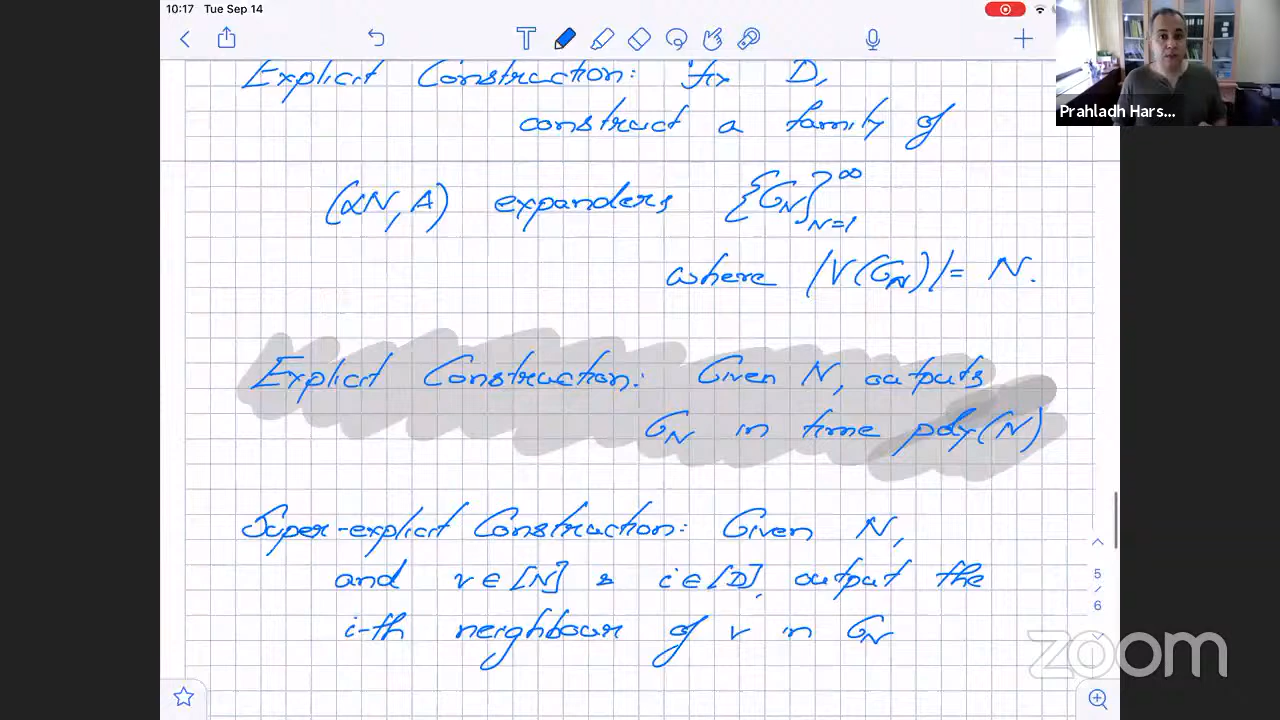 10:17 Tue Sep 14
Explicit Construction: Fix D,
construct a family of
(αN, A) expanders {G_N}_{N=1}^∞
where |V(G_N)| = N.
Explicit Construction: Given N, outputs
G_N in time poly(N)
Super-explicit Construction: Given N,
and v ∈ [N] & i ∈ [D], output the
i-th neighbour of v in G_N
Prahladh Hars...
5
/
6
zoom